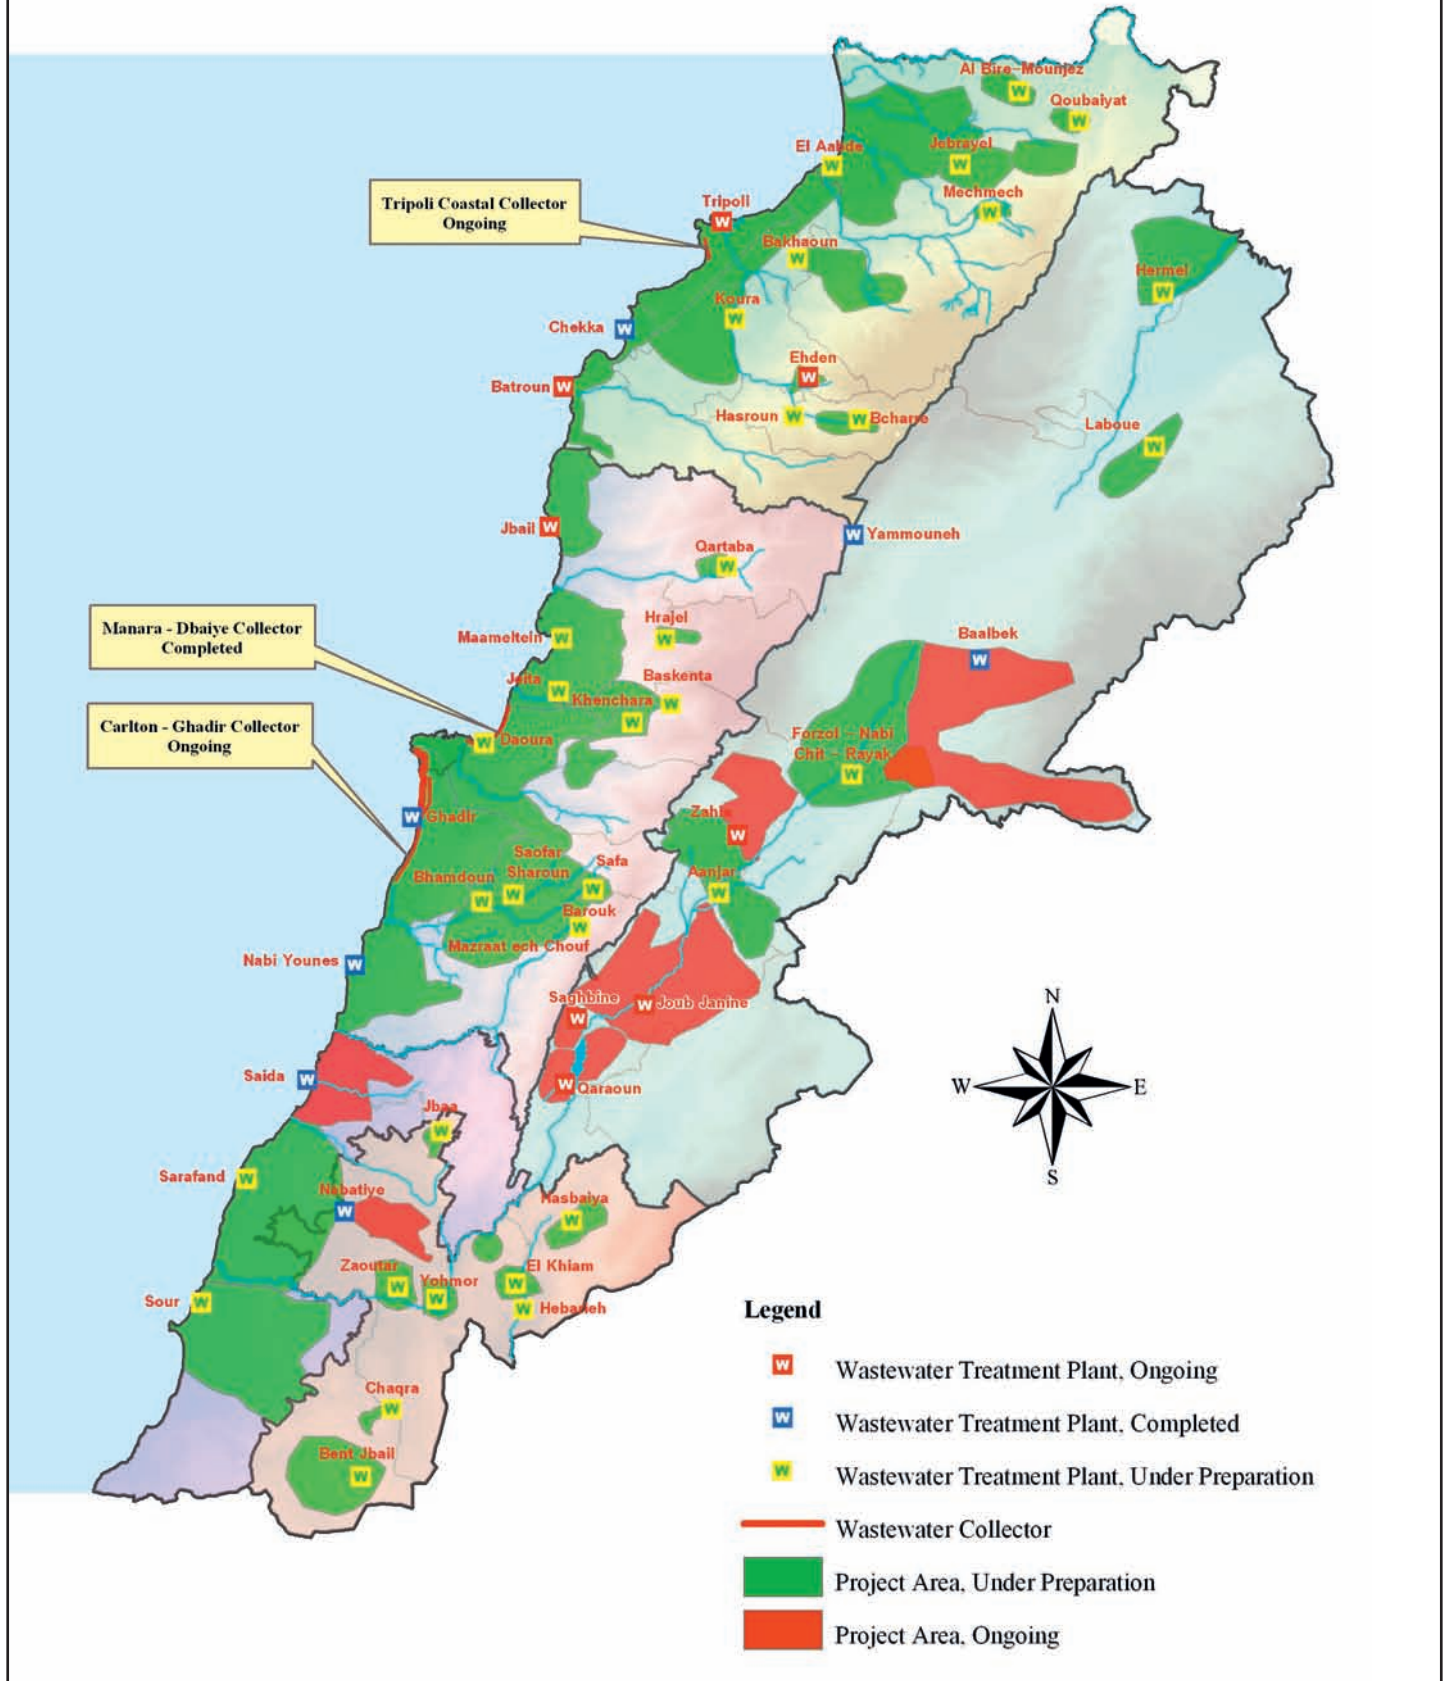 Al Bire-Mounjez
Qoubaiyat
El Aabde
Jebrayel
Mechmech
Tripoli Coastal Collector
Ongoing
Tripoli
Bakhaoun
Hermel
Koura
Chekka
Ehden
Batroun
Hasroun
Bcharre
Laboue
Jbail
Yammouneh
Qartaba
Manara - Dbaiye Collector
Completed
Hrajel
Maameltein
Baalbek
Jeita
Baskenta
Khenchara
Carlton - Ghadir Collector
Ongoing
Daoura
Forzol - Nabi
Chit - Rayak
Ghadir
Zahle
Saofar
Sharoun
Safa
Bhamdoun
Aanjar
Barouk
Mazraat ech Chouf
Nabi Younes
Saghbine
Joub Janine
Saida
Qaraoun
Jbaa
Sarafand
Nabatiye
Hasbaiya
Zaoutar
Yohmor
El Khiam
Sour
Hebarieh
Chaqra
Bent Jbail
N
W
E
S
Legend
W Wastewater Treatment Plant, Ongoing
W Wastewater Treatment Plant, Completed
W Wastewater Treatment Plant, Under Preparation
Wastewater Collector
Project Area, Under Preparation
Project Area, Ongoing